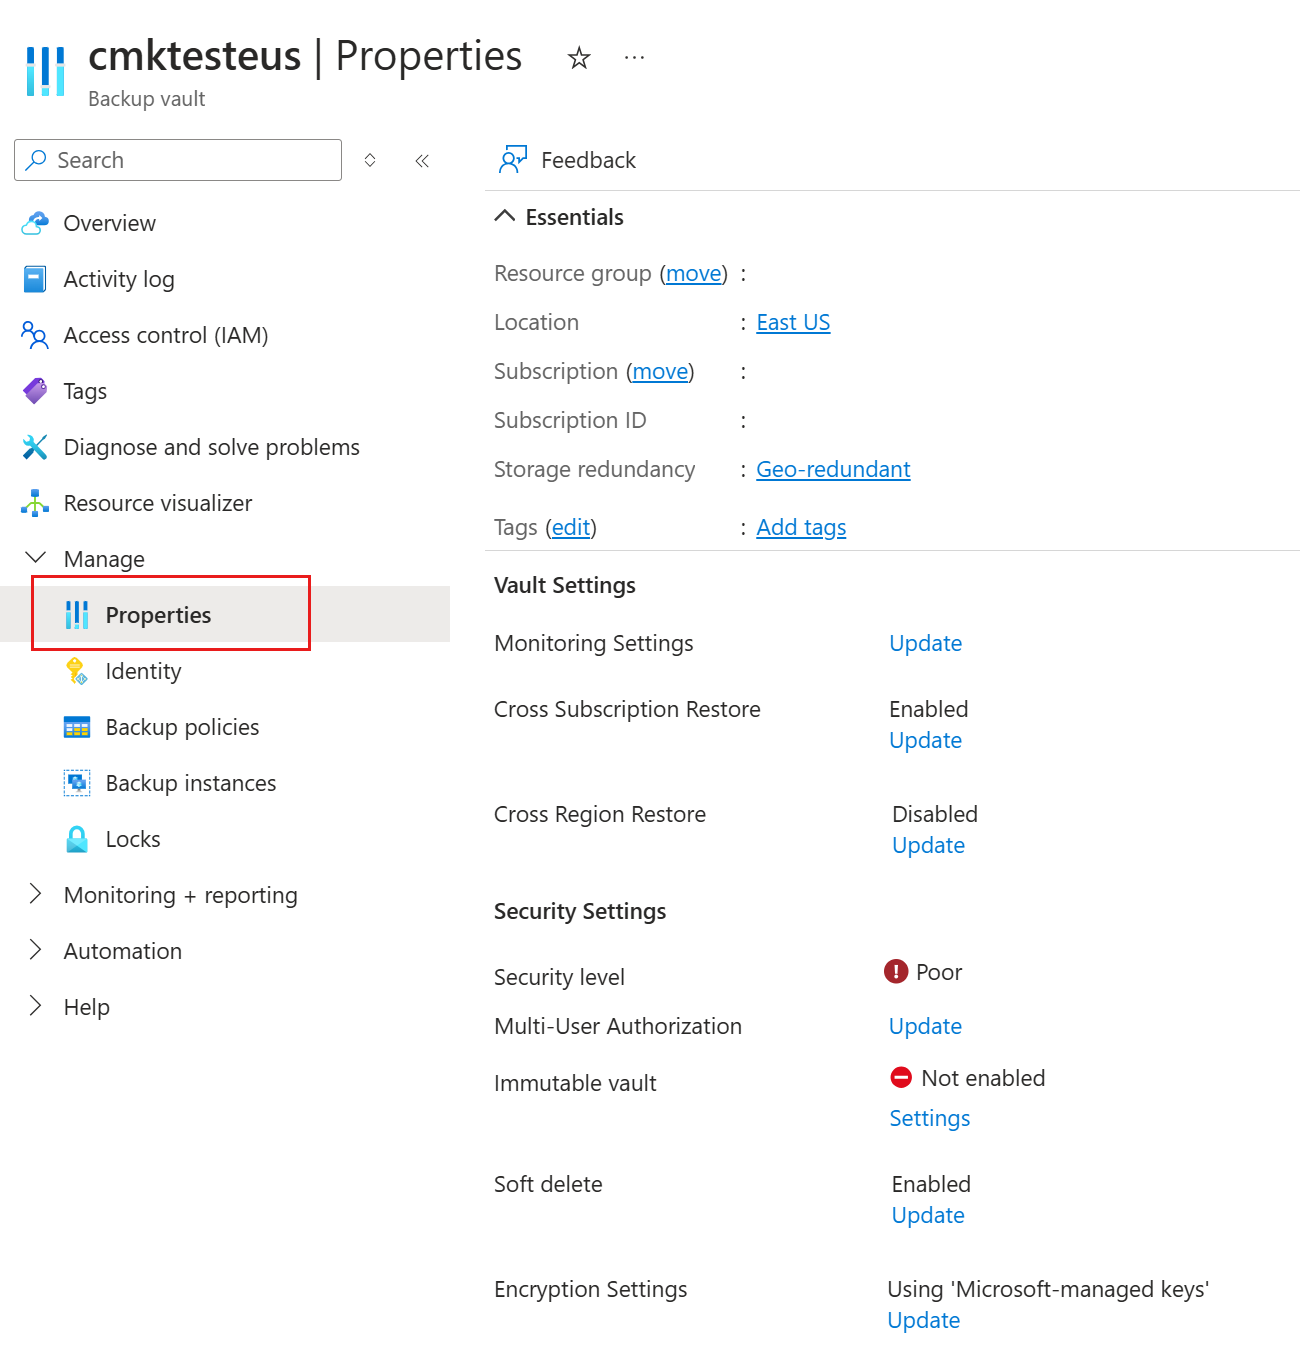 cmktesteus | Properties
Backup vault
Search
Overview
Activity log
Access control (IAM)
Tags
Diagnose and solve problems
Resource visualizer
Manage
Properties
Identity
Backup policies
Backup instances
Locks
Monitoring + reporting
Automation
Help
Feedback
Essentials
Resource group (move) :
Location : East US
Subscription (move) :
Subscription ID :
Storage redundancy : Geo-redundant
Tags (edit) : Add tags
Vault Settings
Monitoring Settings Update
Cross Subscription Restore Enabled
Update
Cross Region Restore Disabled
Update
Security Settings
Security level Poor
Multi-User Authorization Update
Immutable vault Not enabled
Settings
Soft delete Enabled
Update
Encryption Settings Using 'Microsoft-managed keys'
Update